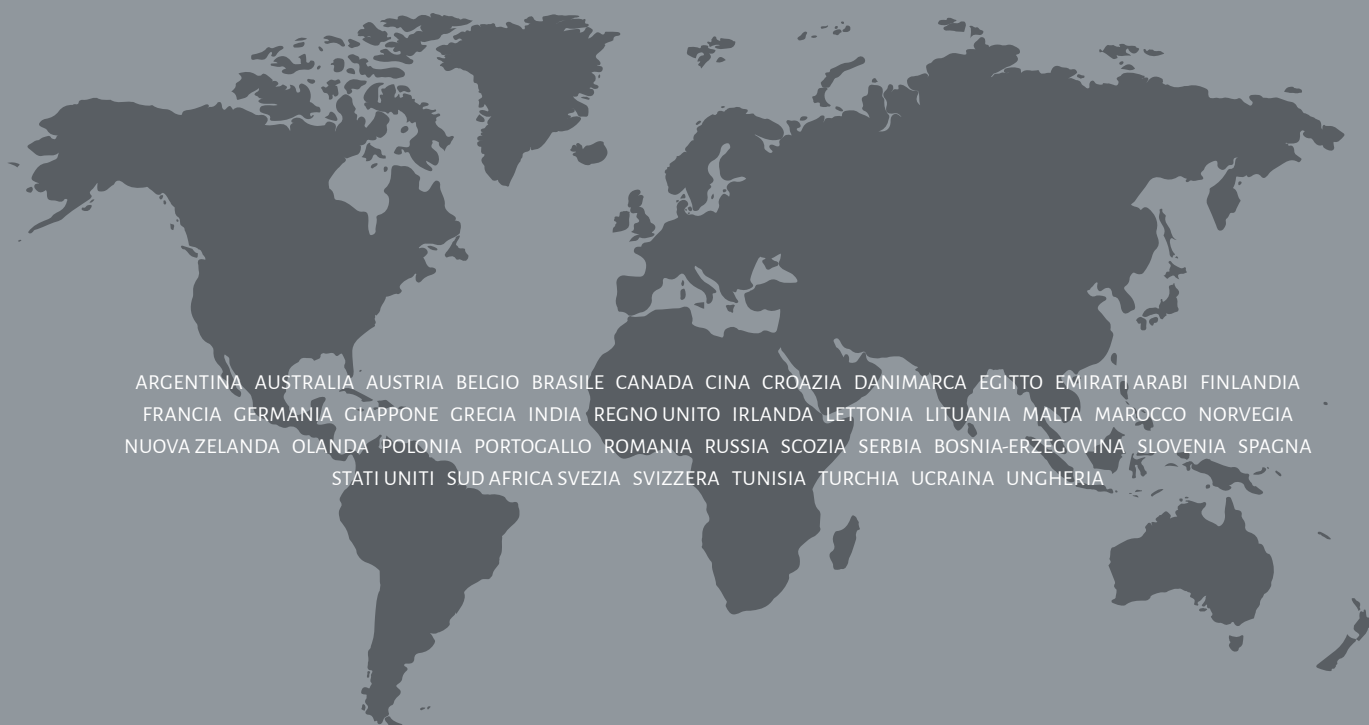 ARGENTINA AUSTRALIA AUSTRIA BELGIO BRASILE CANADA CINA CROAZIA DANIMARCA EGITTO EMIRATI ARABI FINLANDIA
FRANCIA GERMANIA GIAPPONE GRECIA INDIA REGNO UNITO IRLANDA LETTONIA LITUANIA MALTA MAROCCO NORVEGIA
NUOVA ZELANDA OLANDA POLONIA PORTOGALLO ROMANIA RUSSIA SCOZIA SERBIA BOSNIA-ERZEGOVINA SLOVENIA SPAGNA
STATI UNITI SUD AFRICA SVEZIA SVIZZERA TUNISIA TURCHIA UCRAINA UNGHERIA